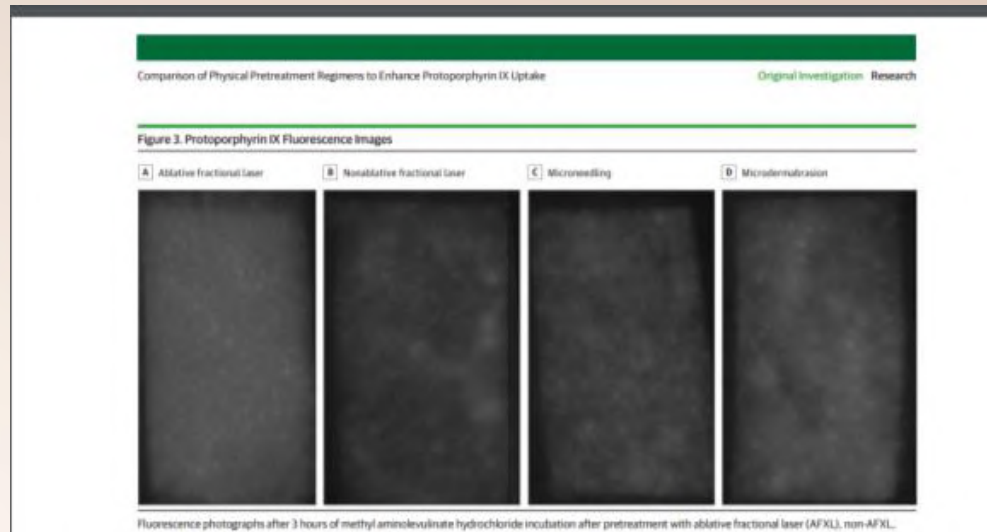 Comparison of Physical Pretreatment Regimens to Enhance Protoporphyrin IX Uptake
Original Investigation Research
Figure 3. Protoporphyrin IX Fluorescence Images
A Ablative fractional laser
B Nonablative fractional laser
C Microneedling
D Microdermabrasion
Fluorescence photographs after 3 hours of methyl aminolevulinate hydrochloride incubation after pretreatment with ablative fractional laser (AFXL), non-AFXL,